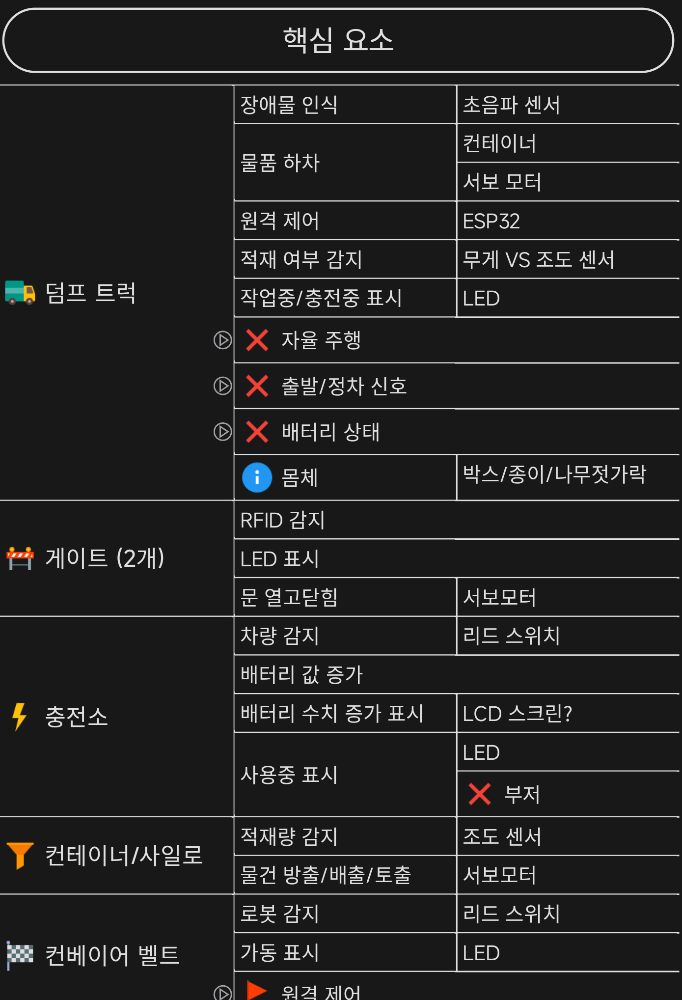 핵심 요소
덤프 트럭
장애물 인식
초음파 센서
물품 하차
컨테이너
서보 모터
원격 제어
ESP32
적재 여부 감지
무게 VS 조도 센서
작업중/충전중 표시
LED
자율 주행
출발/정차 신호
배터리 상태
몸체
박스/종이/나무젓가락
게이트 (2개)
RFID 감지
LED 표시
문 열고닫힘
서보모터
충전소
차량 감지
리드 스위치
배터리 값 증가
배터리 수치 증가 표시
LCD 스크린?
사용중 표시
LED
부저
컨테이너/사일로
적재량 감지
조도 센서
물건 방출/배출/토출
서보모터
컨베이어 벨트
로봇 감지
리드 스위치
가동 표시
LED
원격 제어